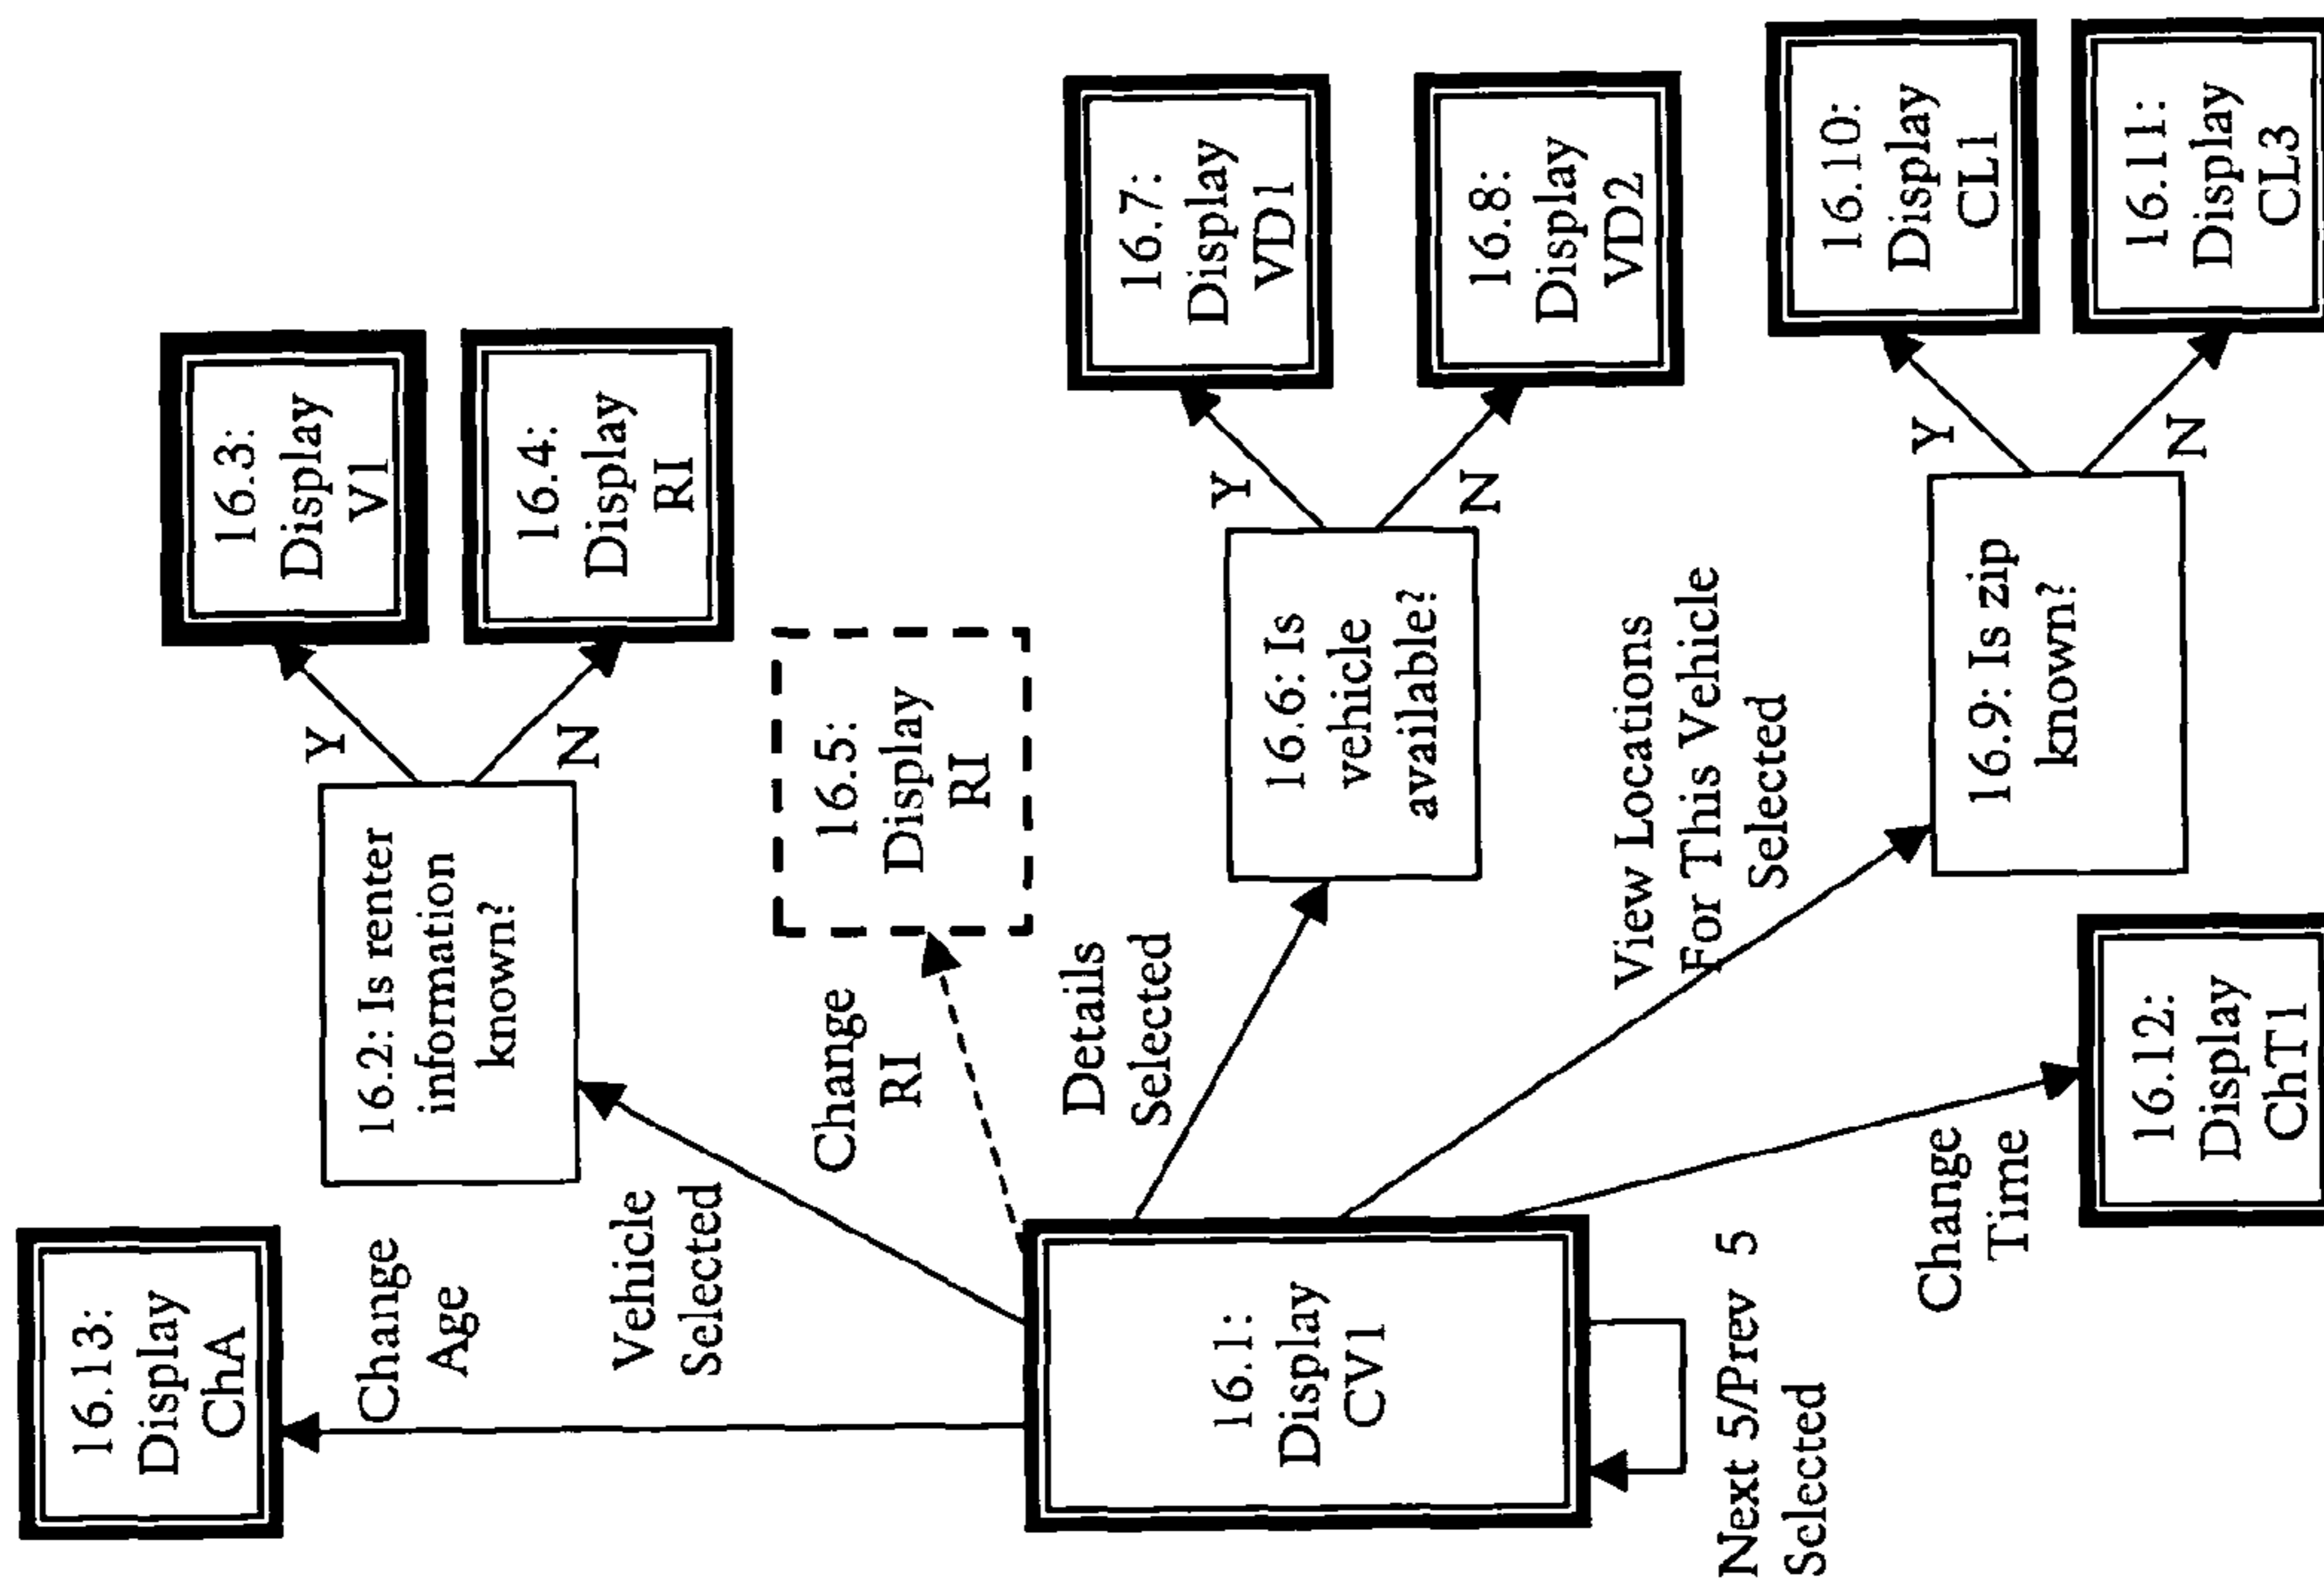 16.13:
Display
ChA
Change
Age
Vehicle
Selected
16.2: Is renter
information
known?
Y
N
16.3:
Display
V1
16.4:
Display
RI
Change
RI
16.5:
Display
RI
16.1:
Display
CV1
Details
Selected
16.6: Is
vehicle
available?
Y
N
16.7:
Display
VD1
16.8:
Display
VD2
View Locations
For This Vehicle
Selected
16.9: Is zip
known?
Y
N
16.10:
Display
CL1
16.11:
Display
CL3
Change
Time
16.12:
Display
ChT1
Next 5/Prev 5
Selected